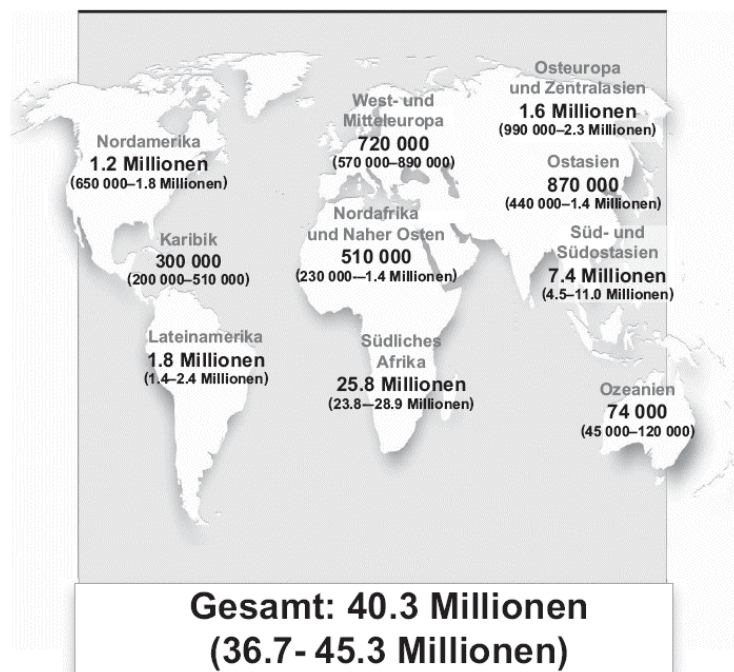 Osteuropa
und Zentralasien
1.6 Millionen
(990 000–2.3 Millionen)
West- und
Mitteleuropa
720 000
(570 000–890 000)
Nordamerika
1.2 Millionen
(650 000–1.8 Millionen)
Ostasien
870 000
(440 000–1.4 Millionen)
Nordafrika
und Naher Osten
510 000
(230 000—1.4 Millionen)
Karibik
300 000
(200 000–510 000)
Süd- und
Südostasien
7.4 Millionen
(4.5–11.0 Millionen)
Lateinamerika
1.8 Millionen
(1.4–2.4 Millionen)
Südliches
Afrika
25.8 Millionen
(23.8—28.9 Millionen)
Ozeanien
74 000
(45 000–120 000)
Gesamt: 40.3 Millionen
(36.7- 45.3 Millionen)